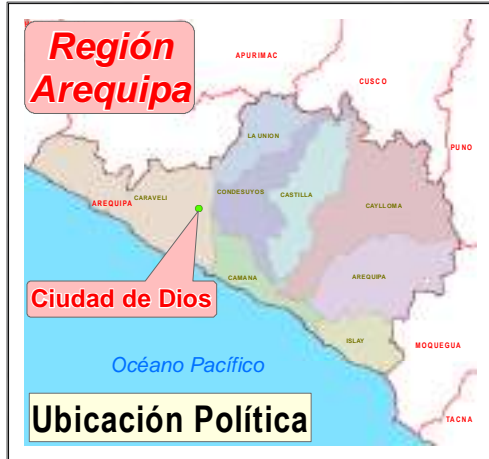 Región
Arequipa
APURIMAC
CUSCO
PUNO
LA UNION
CARAVELI
CONDESUYOS
CASTILLA
AREQUIPA
CAYLLOMA
CAMANA
AREQUIPA
Ciudad de Dios
ISLAY
MOQUEGUA
Océano Pacífico
Ubicación Política
TACNA